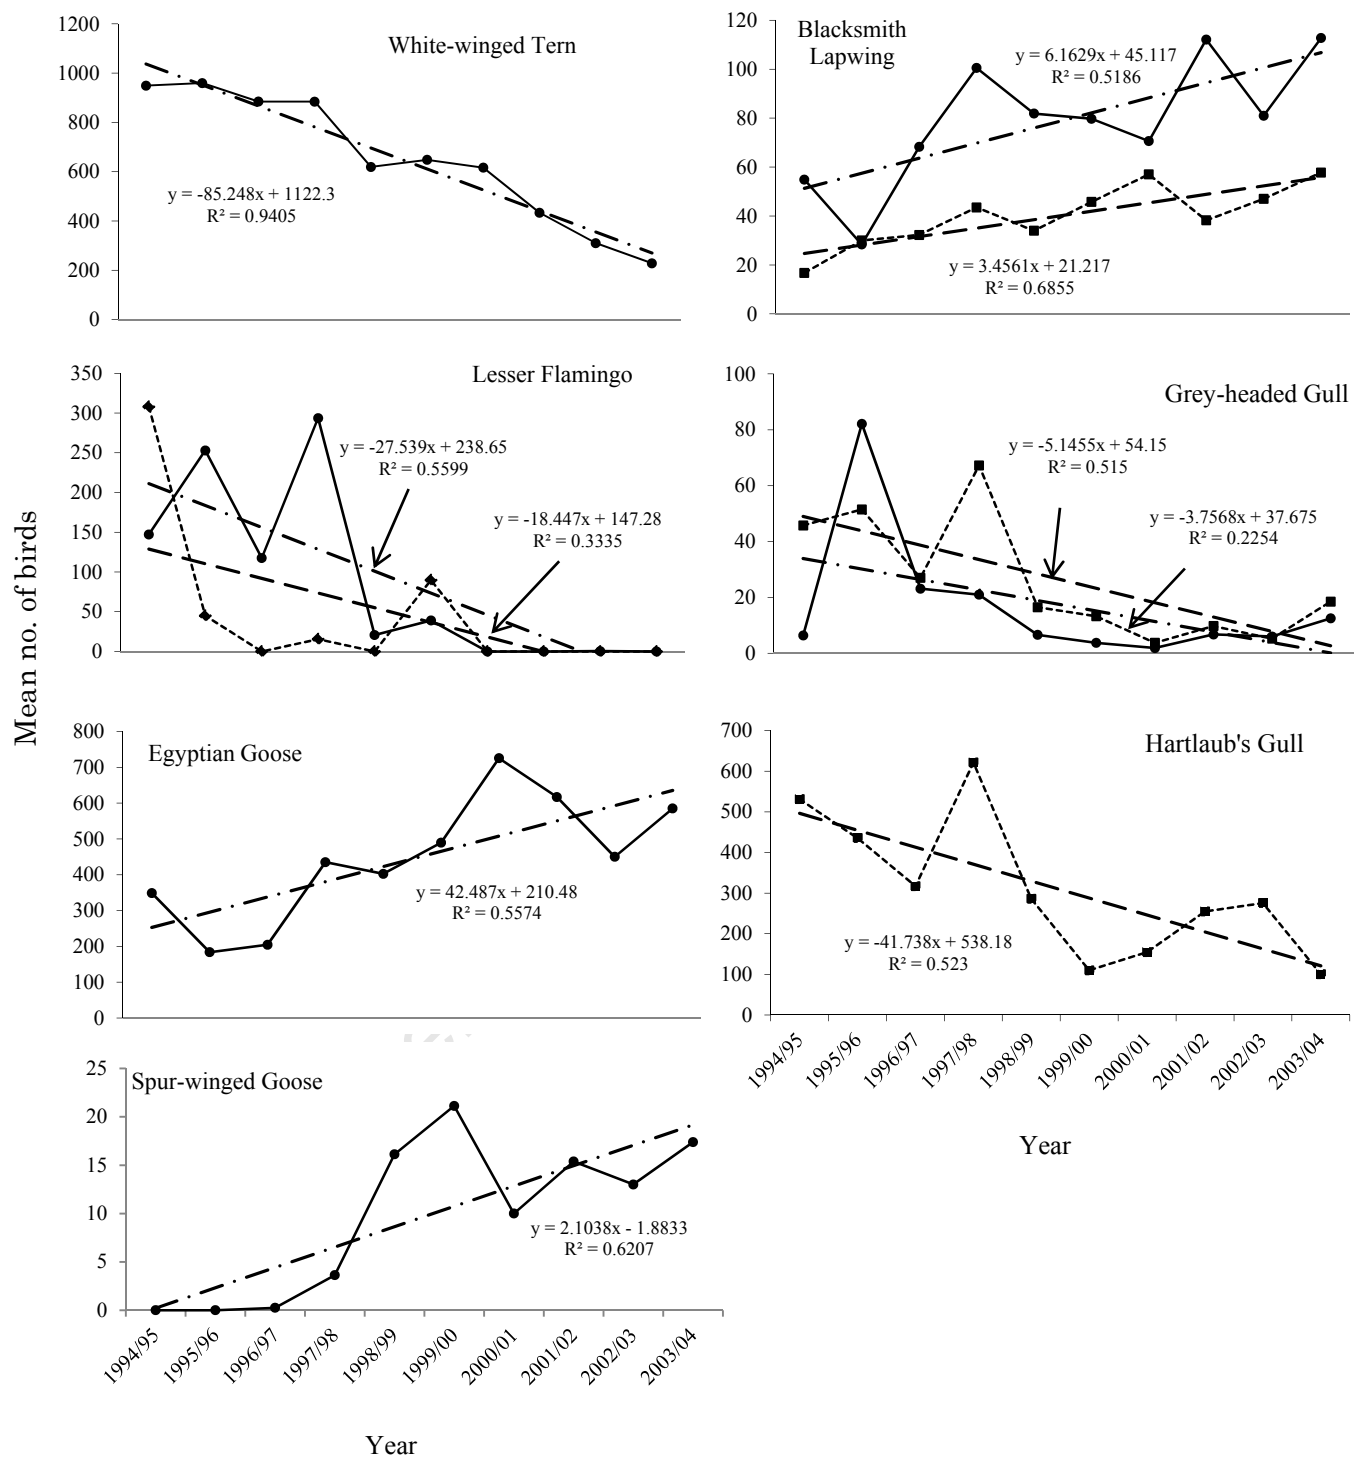 Mean no. of birds
White-winged Tern
1200
1000
800
600
400
200
0
y = -85.248x + 1122.3
R² = 0.9405
Blacksmith
Lapwing
120
100
80
60
40
20
0
y = 6.1629x + 45.117
R² = 0.5186
y = 3.4561x + 21.217
R² = 0.6855
Lesser Flamingo
350
300
250
200
150
100
50
0
y = -27.539x + 238.65
R² = 0.5599
y = -18.447x + 147.28
R² = 0.3335
Grey-headed Gull
100
80
60
40
20
0
y = -5.1455x + 54.15
R² = 0.515
y = -3.7568x + 37.675
R² = 0.2254
Egyptian Goose
800
700
600
500
400
300
200
100
0
y = 42.487x + 210.48
R² = 0.5574
Hartlaub's Gull
700
600
500
400
300
200
100
0
y = -41.738x + 538.18
R² = 0.523
1994/95
1995/96
1996/97
1997/98
1998/99
1999/00
2000/01
2001/02
2002/03
2003/04
Year
Spur-winged Goose
25
20
15
10
5
0
y = 2.1038x - 1.8833
R² = 0.6207
1994/95
1995/96
1996/97
1997/98
1998/99
1999/00
2000/01
2001/02
2002/03
2003/04
Year